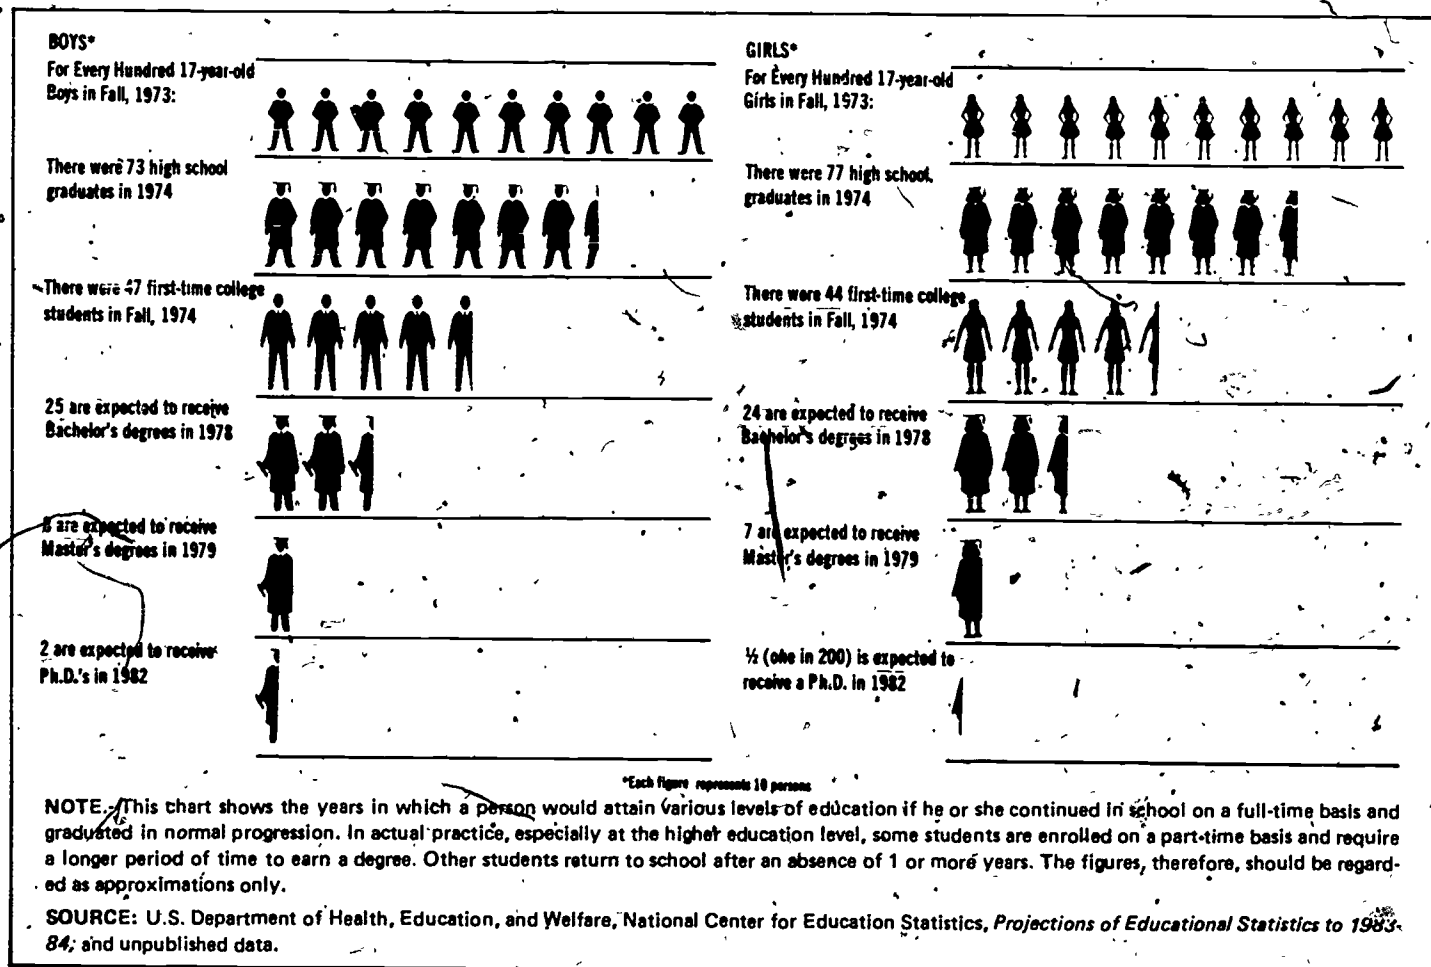 BOYS*
For Every Hundred 17-year-old
Boys in Fall, 1973:
There were 73 high school
graduates in 1974
There were 47 first-time college
students in Fall, 1974
25 are expected to receive
Bachelor's degrees in 1978
are expected to receive
Master's degrees in 1979
2 are expected to receive
Ph.D.'s in 1982
GIRLS*
For Every Hundred 17-year-old
Girls in Fall, 1973:
There were 77 high school
graduates in 1974
There were 44 first-time college
students in Fall, 1974
24 are expected to receive
Bachelor's degrees in 1978
7 are expected to receive
Master's degrees in 1979
½ (one in 200) is expected to
receive a Ph.D. in 1982
*Each figure represents 10 persons
NOTE.-This chart shows the years in which a person would attain various levels of education if he or she continued in school on a full-time basis and
graduated in normal progression. In actual practice, especially at the higher education level, some students are enrolled on a part-time basis and require
a longer period of time to earn a degree. Other students return to school after an absence of 1 or more years. The figures, therefore, should be regard-
ed as approximations only.
SOURCE: U.S. Department of Health, Education, and Welfare, National Center for Education Statistics, Projections of Educational Statistics to 1983-
84; and unpublished data.